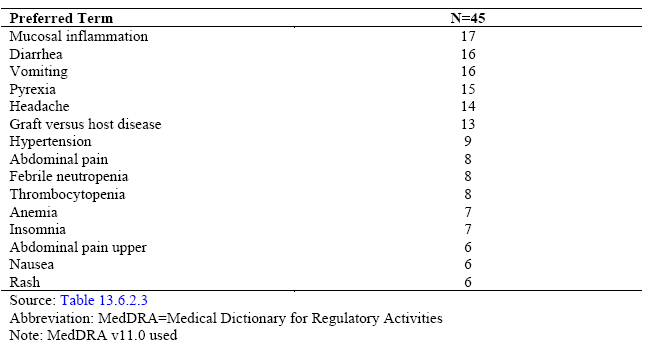 Preferred Term N=45
Mucosal inflammation 17
Diarrhea 16
Vomiting 16
Pyrexia 15
Headache 14
Graft versus host disease 13
Hypertension 9
Abdominal pain 8
Febrile neutropenia 8
Thrombocytopenia 8
Anemia 7
Insomnia 7
Abdominal pain upper 6
Nausea 6
Rash 6
Source: Table 13.6.2.3
Abbreviation: MedDRA=Medical Dictionary for Regulatory Activities
Note: MedDRA v11.0 used